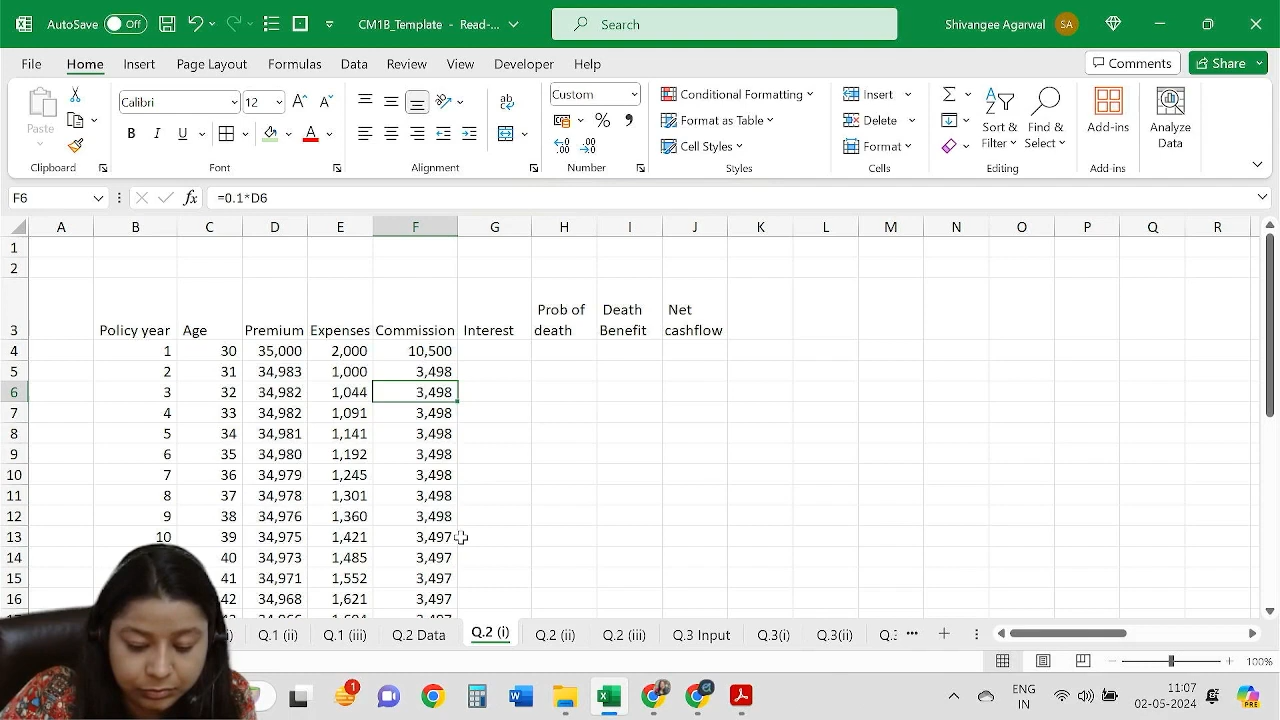 AutoSave Off CM1B_Template - Read-... Search Shivangee Agarwal SA
File Home Insert Page Layout Formulas Data Review View Developer Help Comments Share
Paste Calibri 12 Custom Conditional Formatting Insert
B I U Format as Table Delete Sort & Filter Find & Select Add-ins Analyze Data
Cell Styles Format
Clipboard Font Alignment Number Styles Cells Editing Add-ins
F6 fx =0.1*D6
A B C D E F G H I J K L M N O P Q R
1
2
Prob of Death Net
3 Policy year Age Premium Expenses Commission Interest death Benefit cashflow
4 1 30 35,000 2,000 10,500
5 2 31 34,983 1,000 3,498
6 3 32 34,982 1,044 3,498
7 4 33 34,982 1,091 3,498
8 5 34 34,981 1,141 3,498
9 6 35 34,980 1,192 3,498
10 7 36 34,979 1,245 3,498
11 8 37 34,978 1,301 3,498
12 9 38 34,976 1,360 3,498
13 10 39 34,975 1,421 3,497
14 40 34,973 1,485 3,497
15 41 34,971 1,552 3,497
16 42 34,968 1,621 3,497
Q.1 (ii) Q.1 (iii) Q.2 Data Q.2 (i) Q.2 (ii) Q.2 (iii) Q.3 Input Q.3(i) Q.3(ii) Q.:
100%
ENG 11:07
IN 02-05-2024